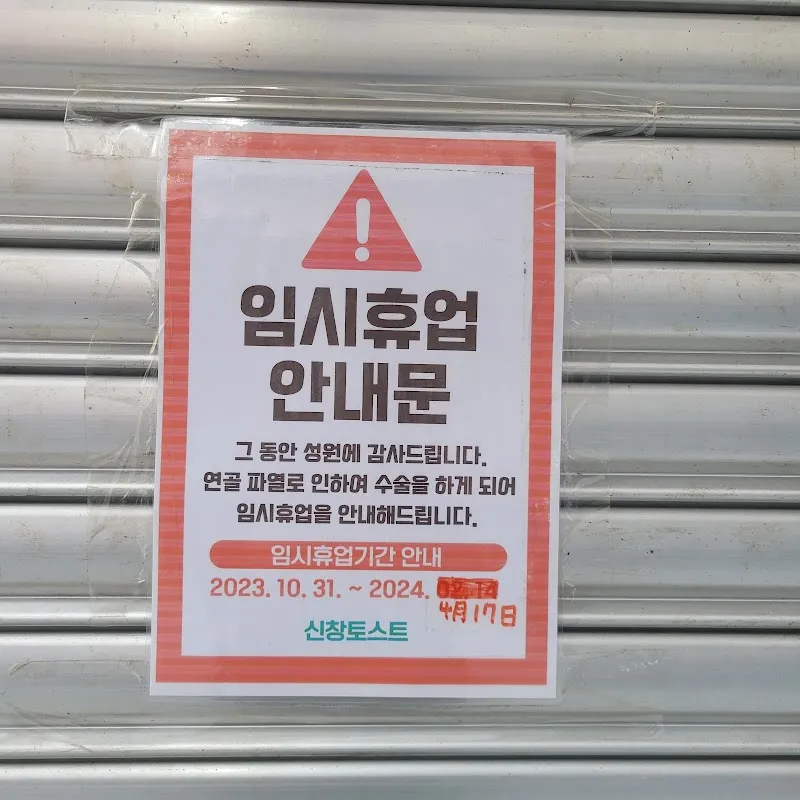 임시휴업
안내문
그 동안 성원에 감사드립니다.
연골 파열로 인하여 수술을 하게 되어
임시휴업을 안내해드립니다.
임시휴업기간 안내
2023. 10. 31. ~ 2024. 02. 14
4月17日
신창토스트